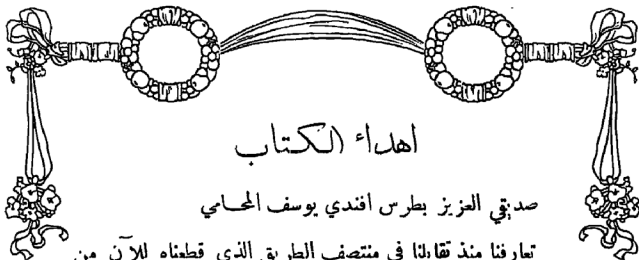 اهداء الكتاب
صديقي العزيز بطرس افندي يوسف المحامي
تعارفنا منذ تقابلنا في منتصف الطريق الذي قطعناه للآن من